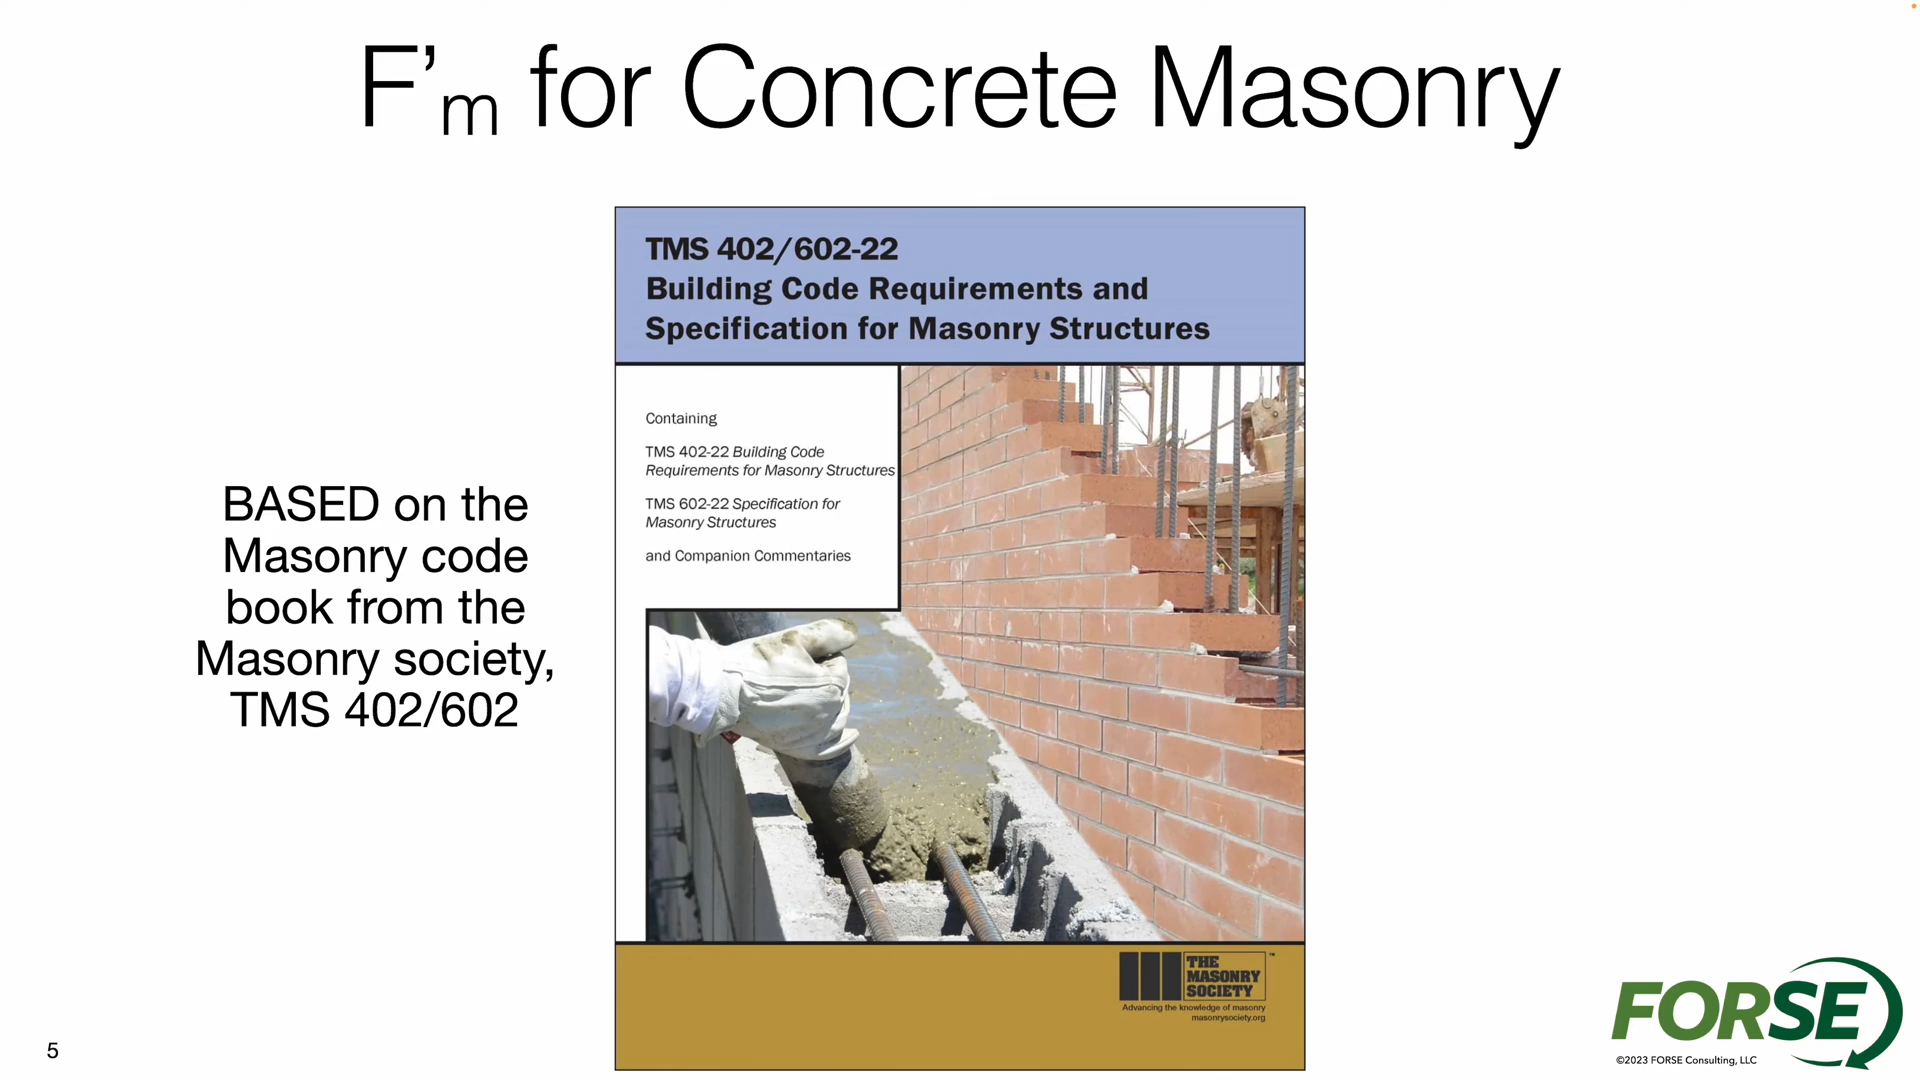 F’m for Concrete Masonry
TMS 402/602-22
Building Code Requirements and
Specification for Masonry Structures
Containing
TMS 402-22 Building Code
Requirements for Masonry Structures
TMS 602-22 Specification for
Masonry Structures
and Companion Commentaries
BASED on the
Masonry code
book from the
Masonry society,
TMS 402/602
THE
MASONRY
SOCIETY
™
Advancing the knowledge of masonry
masonrysociety.org
FORSE
©2023 FORSE Consulting, LLC
5